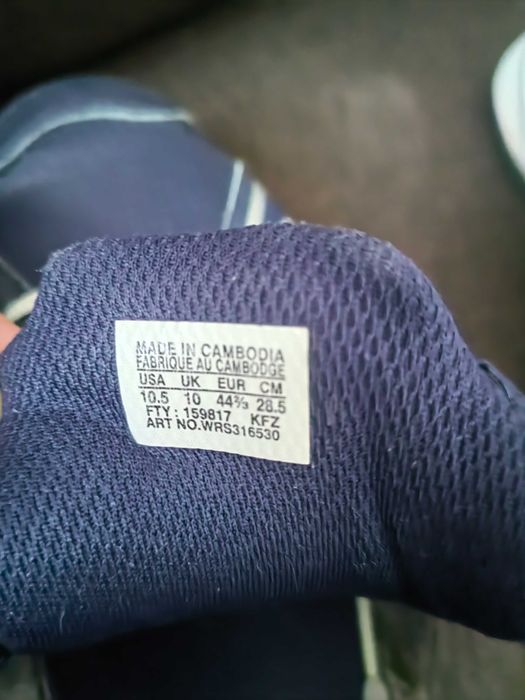 MADE IN CAMBODIA
FABRIQUE AU CAMBODGE
USA UK EUR CM
10.5 10 44⅔ 28.5
FTY : 159817 KFZ
ART NO.WRS316530